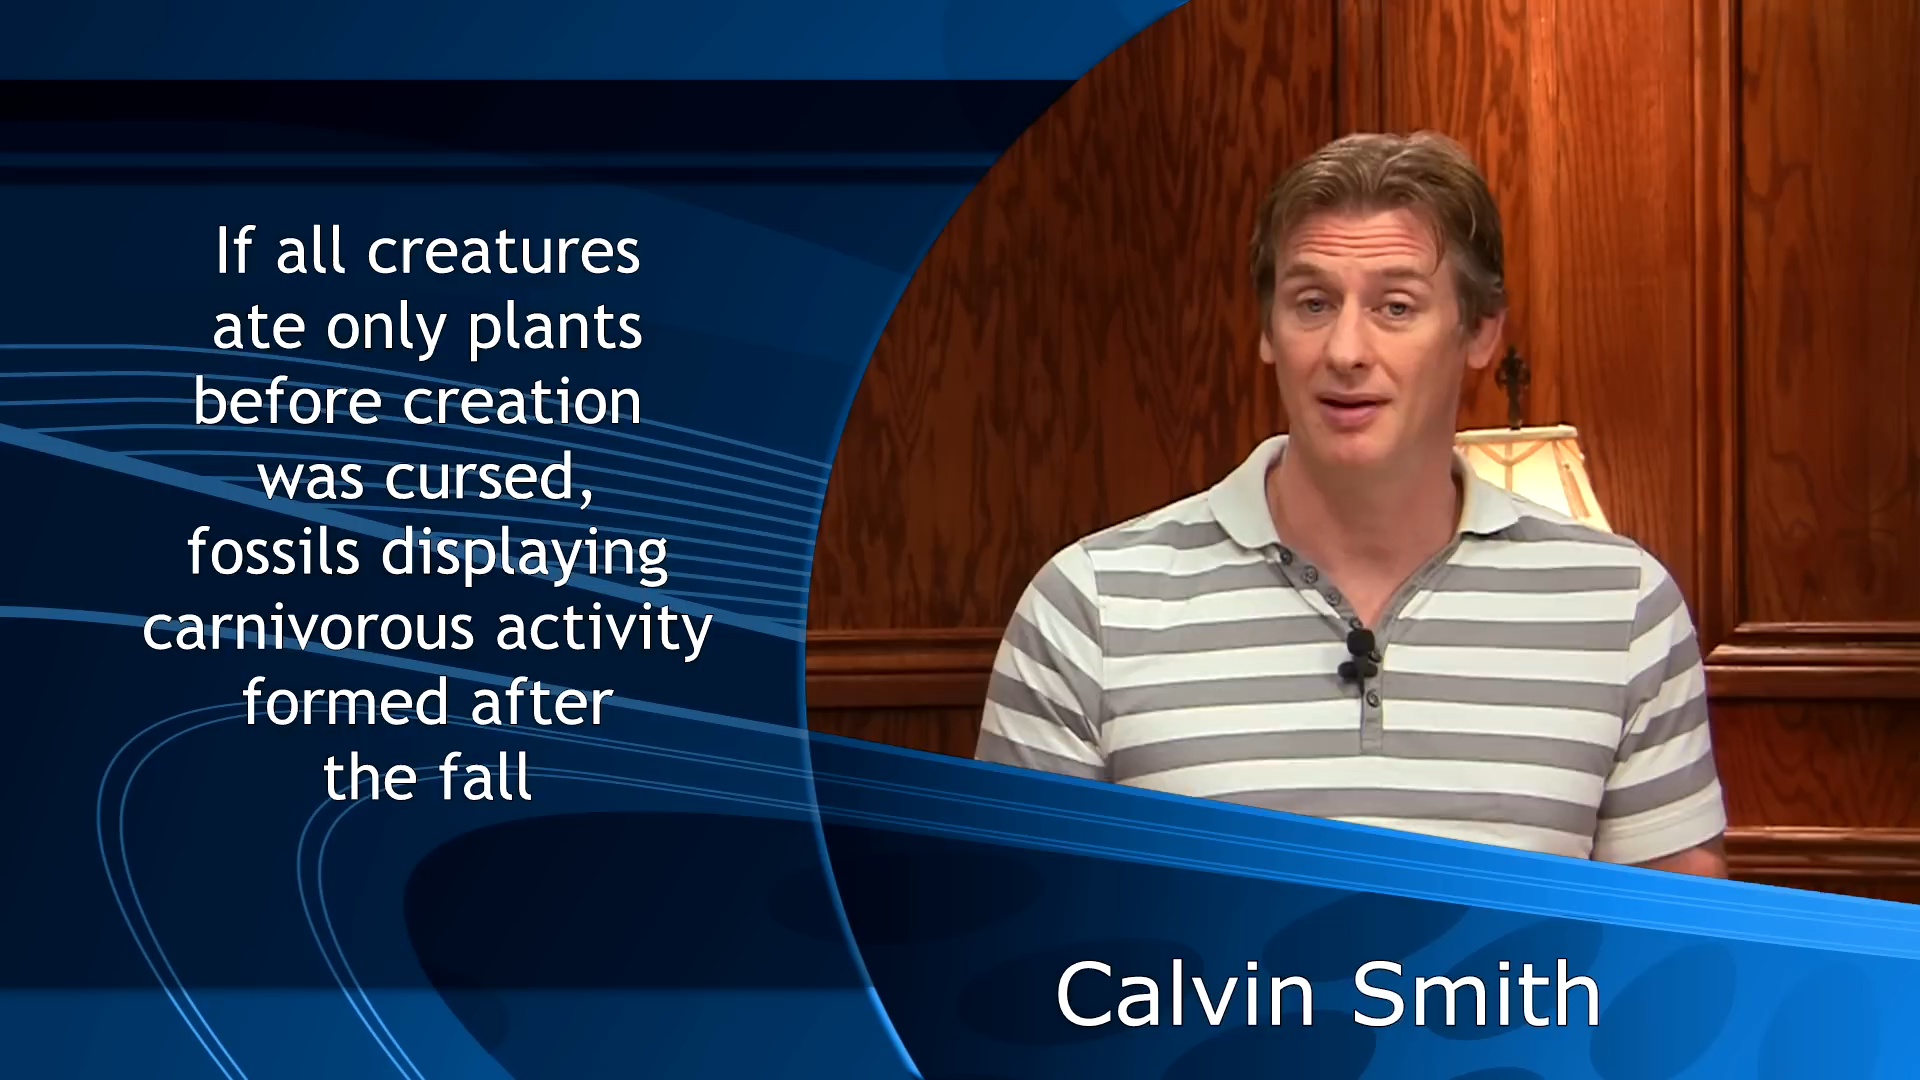 If all creatures
ate only plants
before creation
was cursed,
fossils displaying
carnivorous activity
formed after
the fall
Calvin Smith